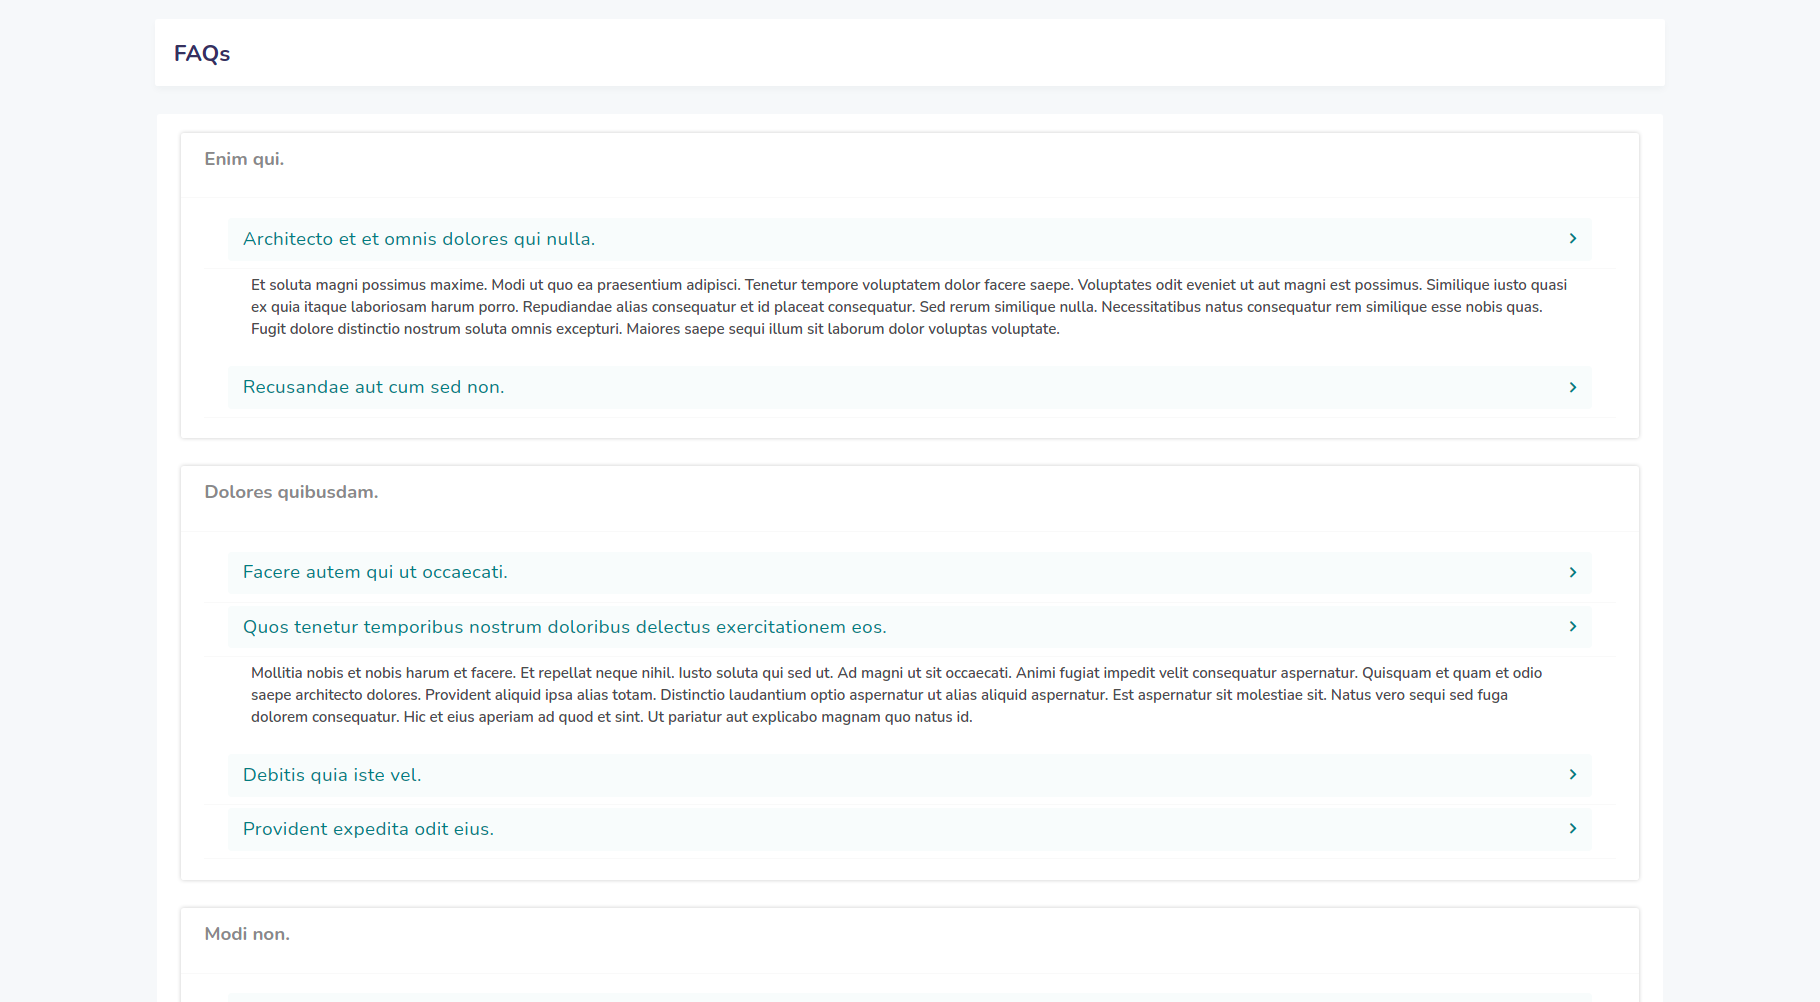 FAQs
Enim qui.
Architecto et et omnis dolores qui nulla.
Et soluta magni possimus maxime. Modi ut quo ea praesentium adipisci. Tenetur tempore voluptatem dolor facere saepe. Voluptates odit eveniet ut aut magni est possimus. Similique iusto quasi
ex quia itaque laboriosam harum porro. Repudiandae alias consequatur et id placeat consequatur. Sed rerum similique nulla. Necessitatibus natus consequatur rem similique esse nobis quas.
Fugit dolore distinctio nostrum soluta omnis excepturi. Maiores saepe sequi illum sit laborum dolor voluptas voluptate.
Recusandae aut cum sed non.
Dolores quibusdam.
Facere autem qui ut occaecati.
Quos tenetur temporibus nostrum doloribus delectus exercitationem eos.
Mollitia nobis et nobis harum et facere. Et repellat neque nihil. Iusto soluta qui sed ut. Ad magni ut sit occaecati. Animi fugiat impedit velit consequatur aspernatur. Quisquam et quam et odio
saepe architecto dolores. Provident aliquid ipsa alias totam. Distinctio laudantium optio aspernatur ut alias aliquid aspernatur. Est aspernatur sit molestiae sit. Natus vero sequi sed fuga
dolorem consequatur. Hic et eius aperiam ad quod et sint. Ut pariatur aut explicabo magnam quo natus id.
Debitis quia iste vel.
Provident expedita odit eius.
Modi non.